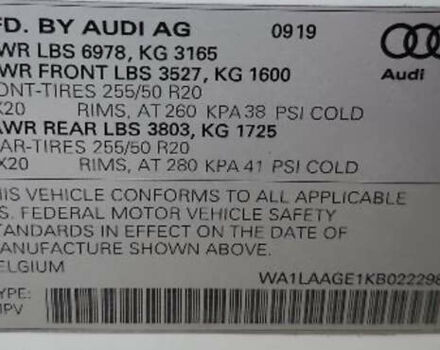 FD. BY AUDI AG 0919
WR LBS 6978, KG 3165
WR FRONT LBS 3527, KG 1600
ONT-TIRES 255/50 R20
X20 RIMS, AT 260 KPA 38 PSI COLD
AWR REAR LBS 3803, KG 1725
AR-TIRES 255/50 R20
X20 RIMS, AT 280 KPA 41 PSI COLD
Audi
HIS VEHICLE CONFORMS TO ALL APPLICABLE
.S. FEDERAL MOTOR VEHICLE SAFETY
TANDARDS IN EFFECT ON THE DATE OF
ANUFACTURE SHOWN ABOVE.
ELGIUM WA1LAAGE1KB022298
YPE:
MPV